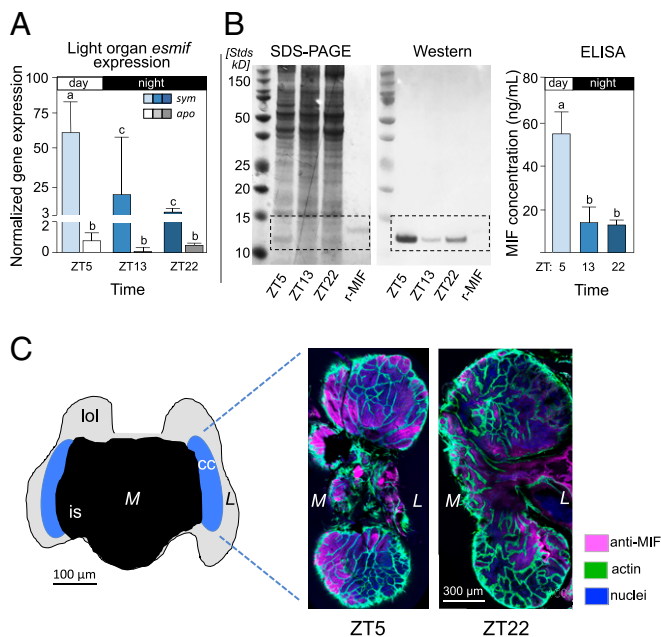 A
Light organ esmif
expression
Normalized gene expression
100
75
50
25
3
2
0
day
night
a
b
c
b
c
b
sym
apo
ZT5
ZT13
ZT22
Time
B
[Stds
kD]
SDS-PAGE
Western
150
50
25
20
15
10
ZT5
ZT13
ZT22
r-MIF
ZT5
ZT13
ZT22
r-MIF
ELISA
MIF concentration (ng/mL)
80
60
40
20
0
day
night
a
b
b
ZT:
5
13
22
Time
C
lol
cc
is
M
L
100 µm
M
L
M
L
300 µm
ZT5
ZT22
anti-MIF
actin
nuclei